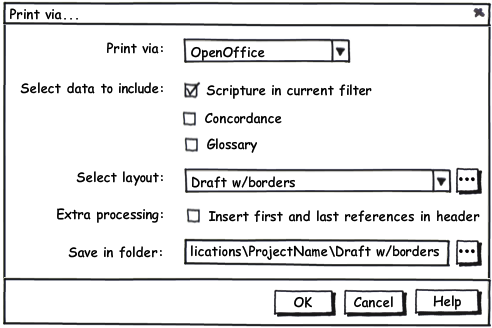 Print via...
Print via: OpenOffice
Select data to include: Scripture in current filter
Concordance
Glossary
Select layout: Draft w/borders ...
Extra processing: Insert first and last references in header
Save in folder: lications\ProjectName\Draft w/borders ...
OK Cancel Help